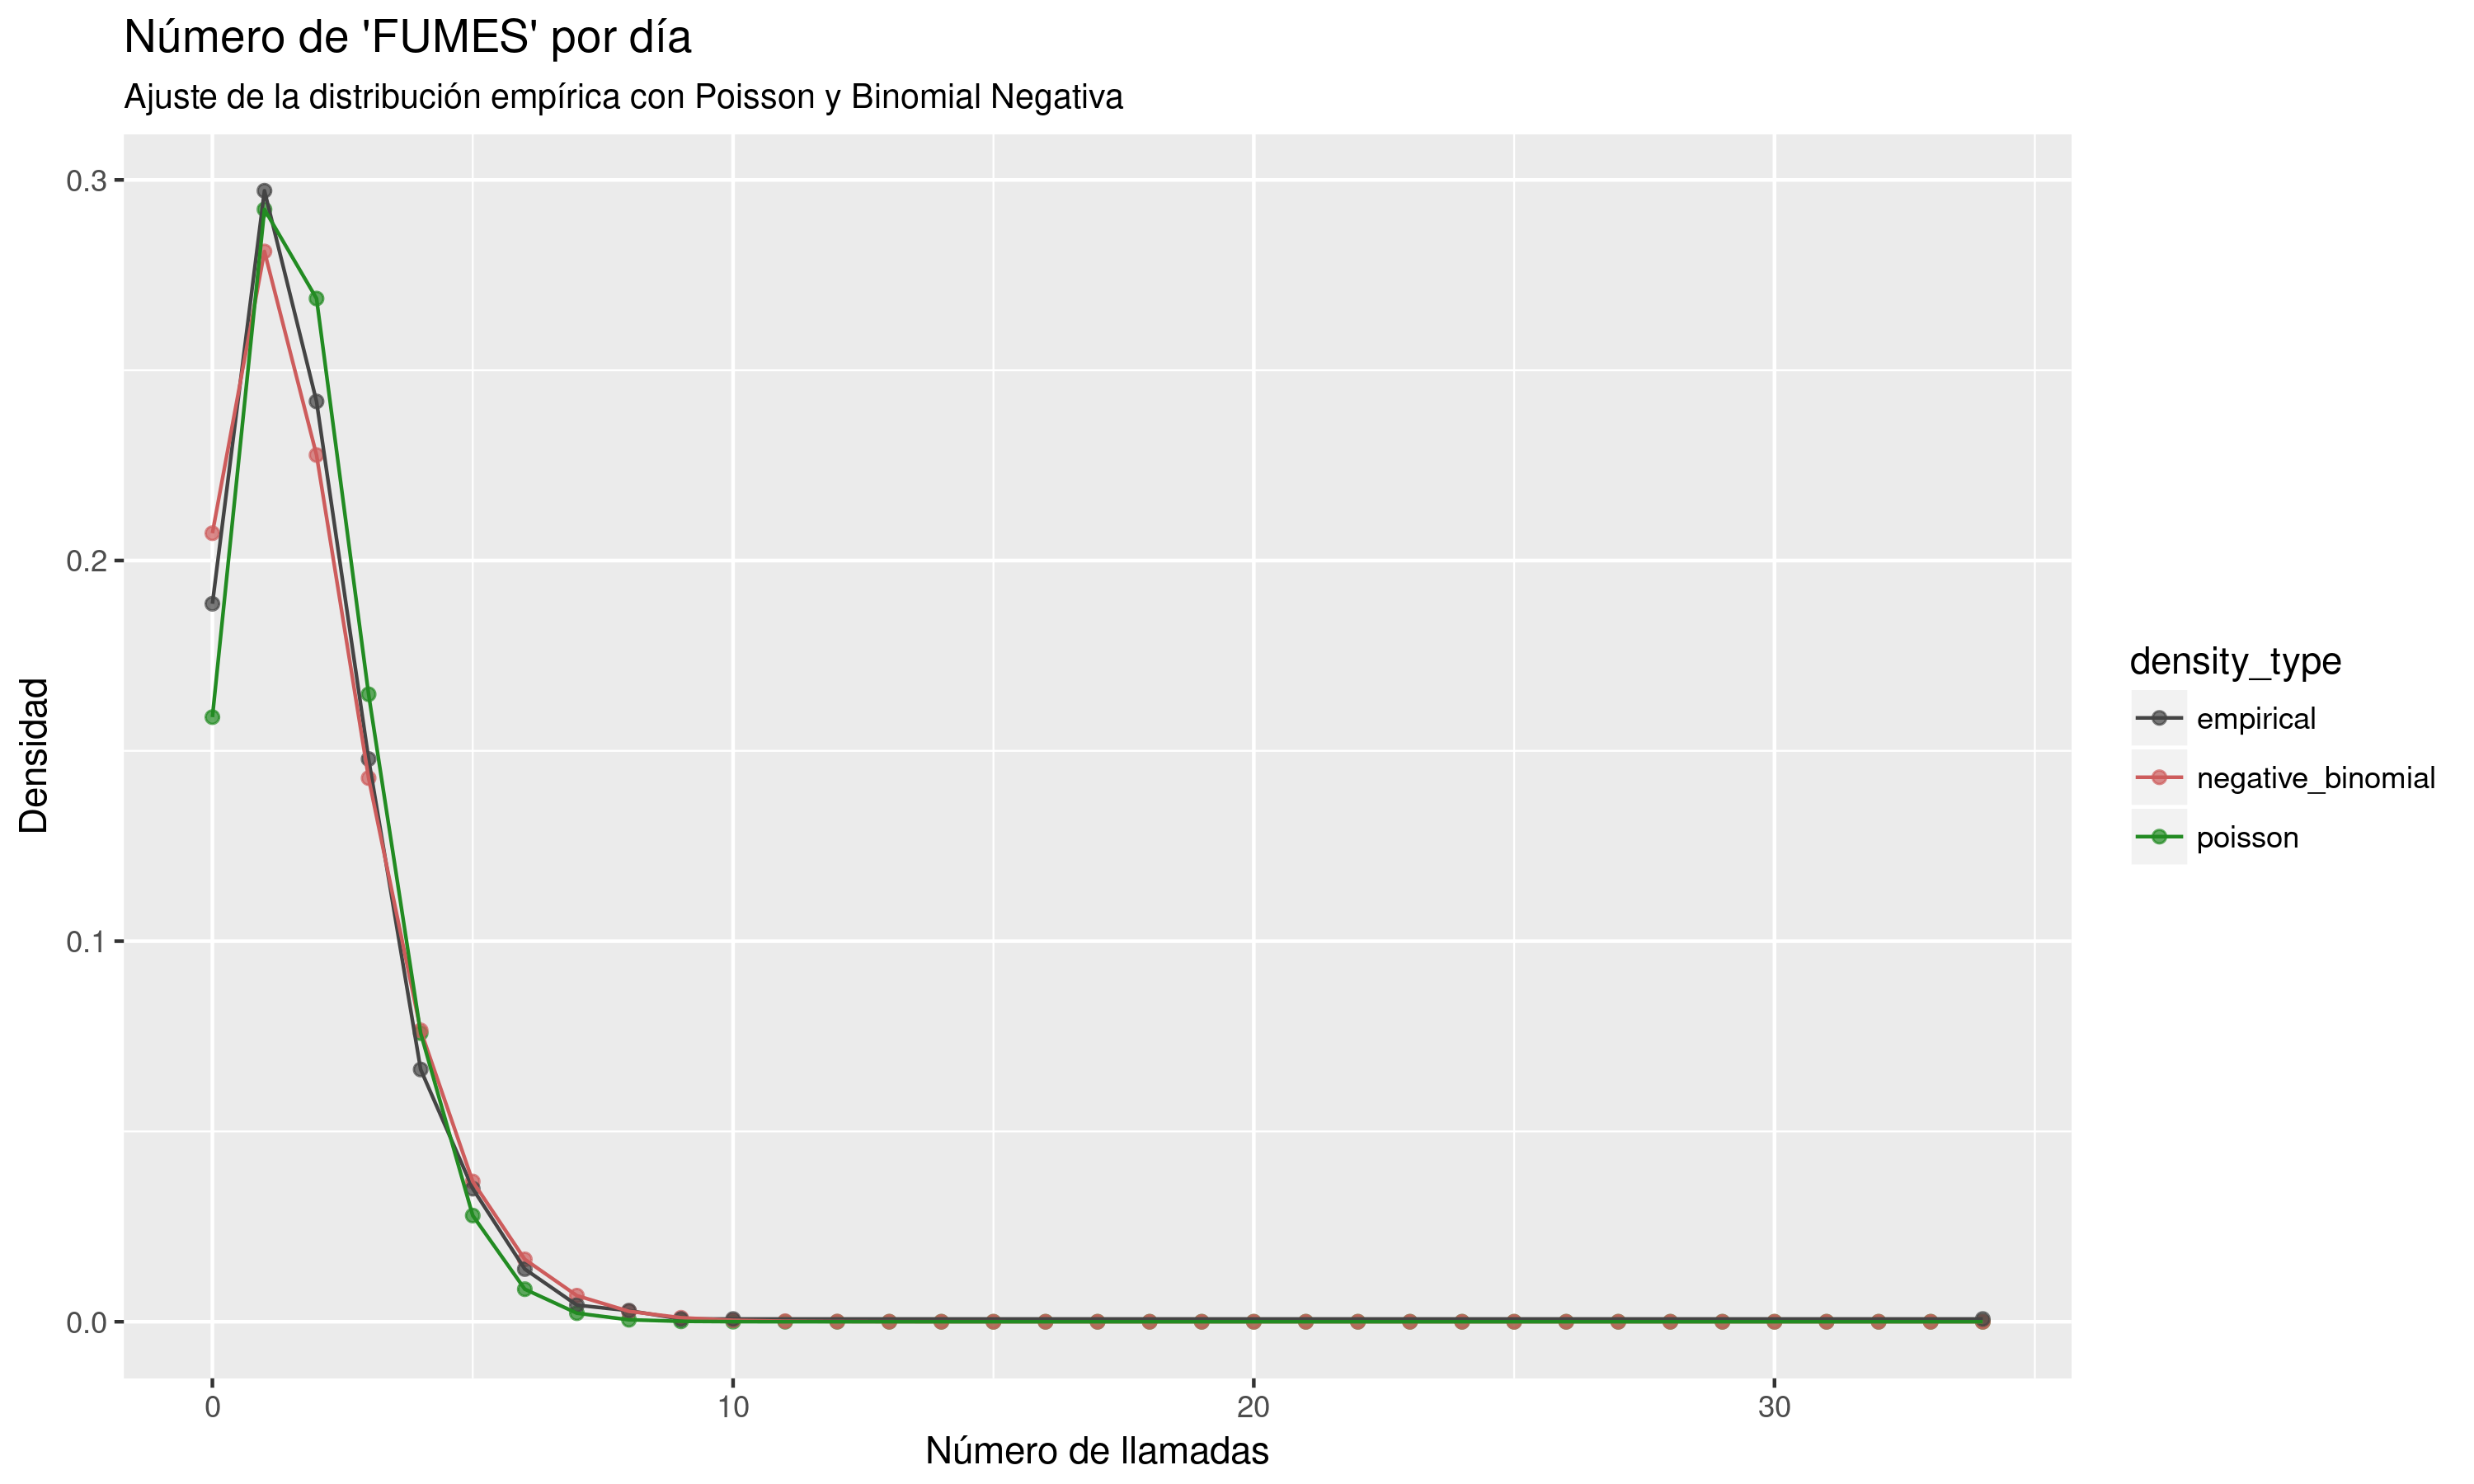 Número de 'FUMES' por día
Ajuste de la distribución empírica con Poisson y Binomial Negativa
0.3
0.2
0.1
0.0
Densidad
0
10
20
30
Número de llamadas
density_type
empirical
negative_binomial
poisson